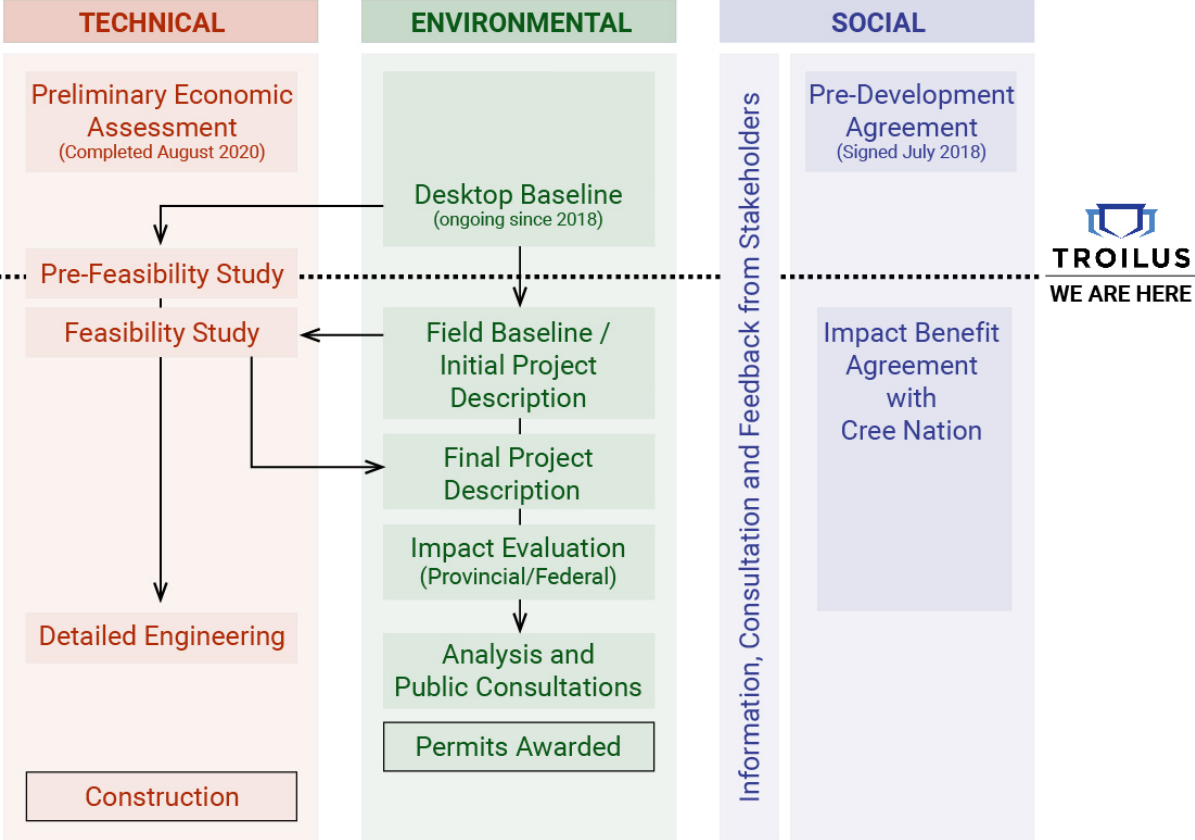 TECHNICAL
Preliminary Economic
Assessment
(Completed August 2020)
Pre-Feasibility Study
Feasibility Study
Detailed Engineering
Construction
ENVIRONMENTAL
Desktop Baseline
(ongoing since 2018)
Field Baseline /
Initial Project
Description
Final Project
Description
Impact Evaluation
(Provincial/Federal)
Analysis and
Public Consultations
Permits Awarded
SOCIAL
Information, Consultation and Feedback from Stakeholders
Pre-Development
Agreement
(Signed July 2018)
Impact Benefit
Agreement
with
Cree Nation
TROILUS
WE ARE HERE